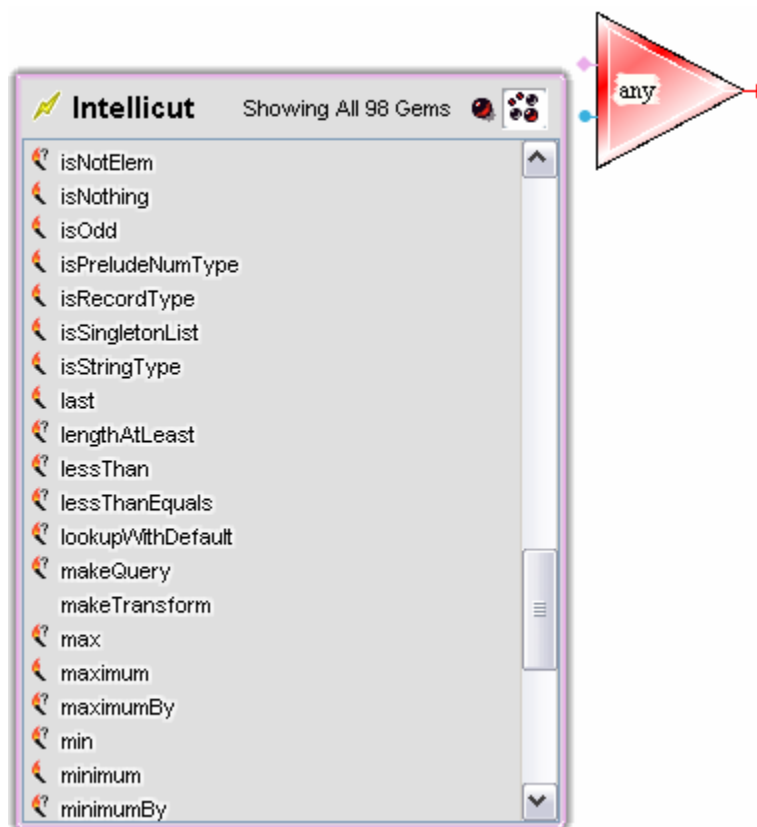 any
Intellicut Showing All 98 Gems
isNotElem
isNothing
isOdd
isPreludeNumType
isRecordType
isSingletonList
isStringType
last
lengthAtLeast
lessThan
lessThanEquals
lookupWithDefault
makeQuery
makeTransform
max
maximum
maximumBy
min
minimum
minimumBy